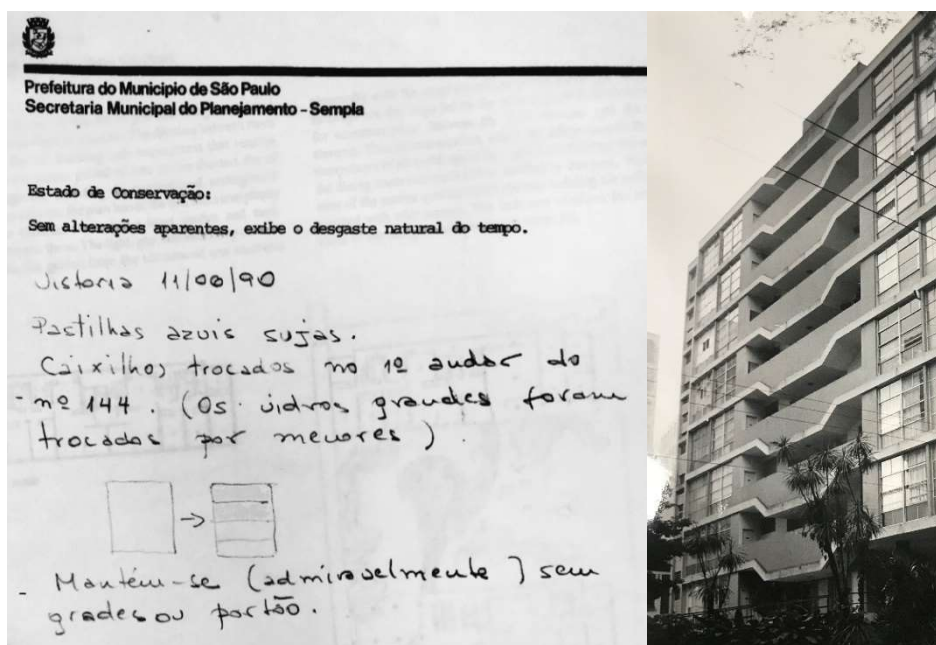 Prefeitura do Municipio de São Paulo
Secretaria Municipal do Planejamento - Sempla
Estado de Conservação:
Sem alterações aparentes, exibe o desgaste natural do tempo.
Vistoria 11/08/90
Pastilhas azuis sujas.
Caixilhos trocados no 1º andar do
- nº 144. (Os vidros grandes foram
trocados por menores).
- Mantém-se (admiravelmente) sem
grades ou portão.